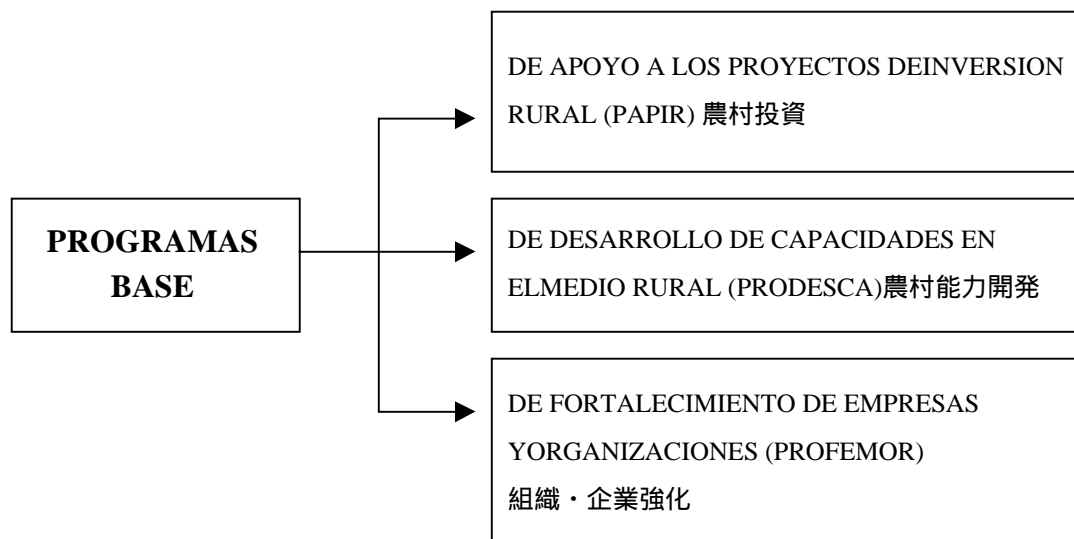 PROGRAMAS
BASE
DE APOYO A LOS PROYECTOS DEINVERSION
RURAL (PAPIR) 農村投資
DE DESARROLLO DE CAPACIDADES EN
ELMEDIO RURAL (PRODESCA)農村能力開発
DE FORTALECIMIENTO DE EMPRESAS
YORGANIZACIONES (PROFEMOR)
組織・企業強化